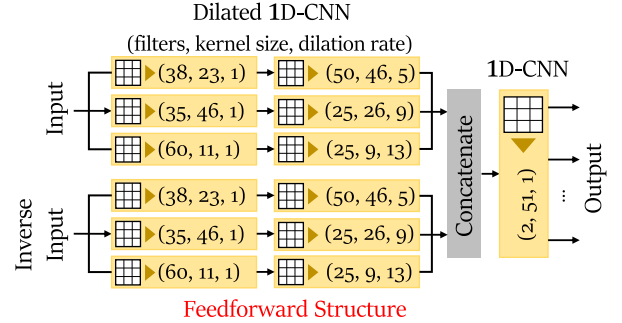 Dilated 1D-CNN
(filters, kernel size, dilation rate)
Input
(38, 23, 1)
(50, 46, 5)
(35, 46, 1)
(25, 26, 9)
(60, 11, 1)
(25, 9, 13)
Inverse
Input
(38, 23, 1)
(50, 46, 5)
(35, 46, 1)
(25, 26, 9)
(60, 11, 1)
(25, 9, 13)
Feedforward Structure
Concatenate
1D-CNN
(2, 51, 1)
...
Output